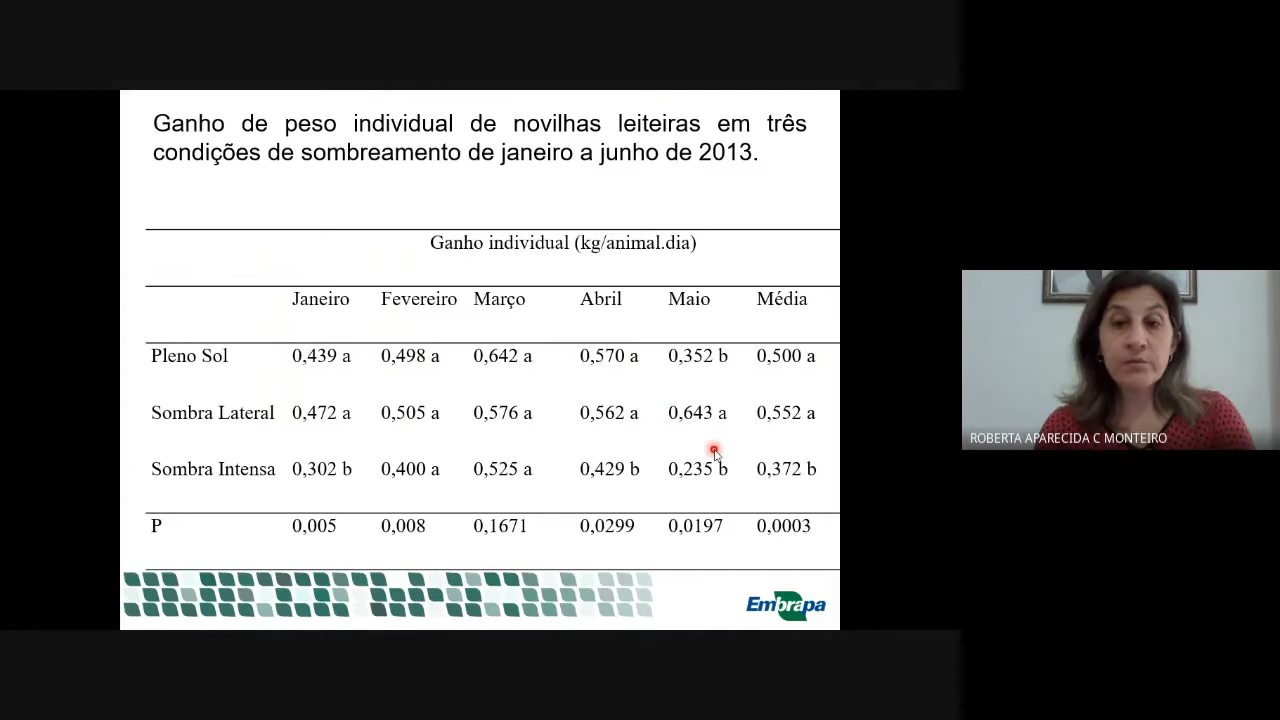 Ganho de peso individual de novilhas leiteiras em três
condições de sombreamento de janeiro a junho de 2013.
Ganho individual (kg/animal.dia)
Janeiro Fevereiro Março Abril Maio Média
Pleno Sol 0,439 a 0,498 a 0,642 a 0,570 a 0,352 b 0,500 a
Sombra Lateral 0,472 a 0,505 a 0,576 a 0,562 a 0,643 a 0,552 a
Sombra Intensa 0,302 b 0,400 a 0,525 a 0,429 b 0,235 b 0,372 b
P 0,005 0,008 0,1671 0,0299 0,0197 0,0003
Embrapa
ROBERTA APARECIDA C MONTEIRO